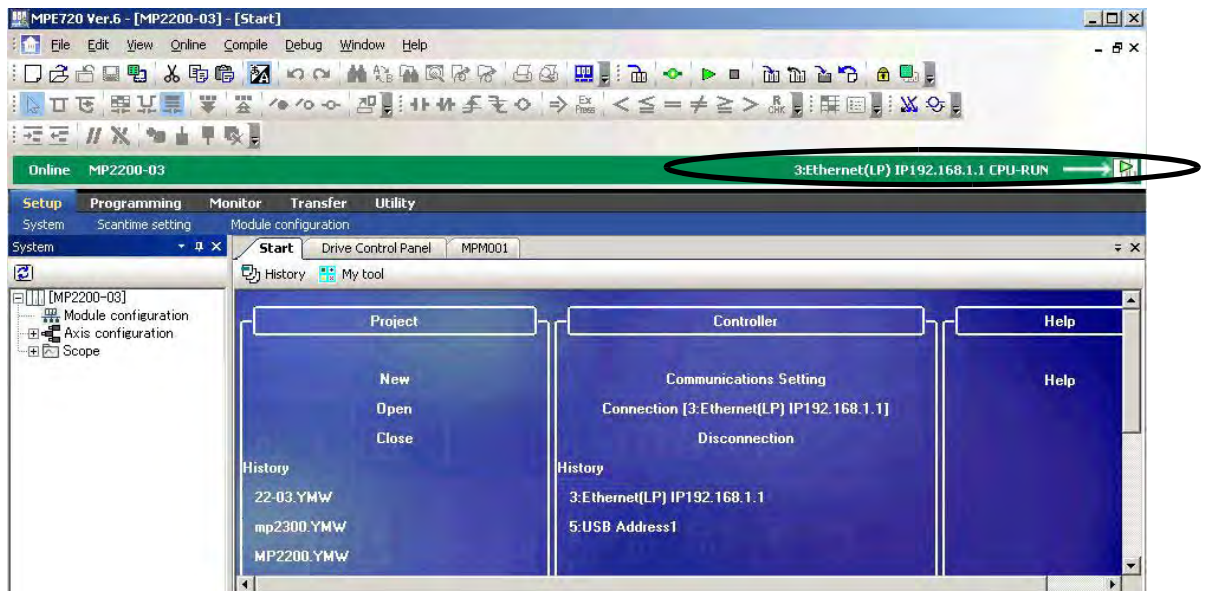 MPE720 Ver.6 - [MP2200-03] - [Start]
File Edit View Online Compile Debug Window Help
Online MP2200-03 3:Ethernet(LP) IP192.168.1.1 CPU-RUN
Setup Programming Monitor Transfer Utility
System Scantime setting Module configuration
System Start Drive Control Panel MPM001
History My tool
[MP2200-03]
Module configuration
Axis configuration
Scope
Project Controller Help
New Communications Setting Help
Open Connection [3:Ethernet(LP) IP192.168.1.1]
Close Disconnection
History History
22-03.YMW 3:Ethernet(LP) IP192.168.1.1
mp2300.YMW 5:USB Address1
MP2200.YMW